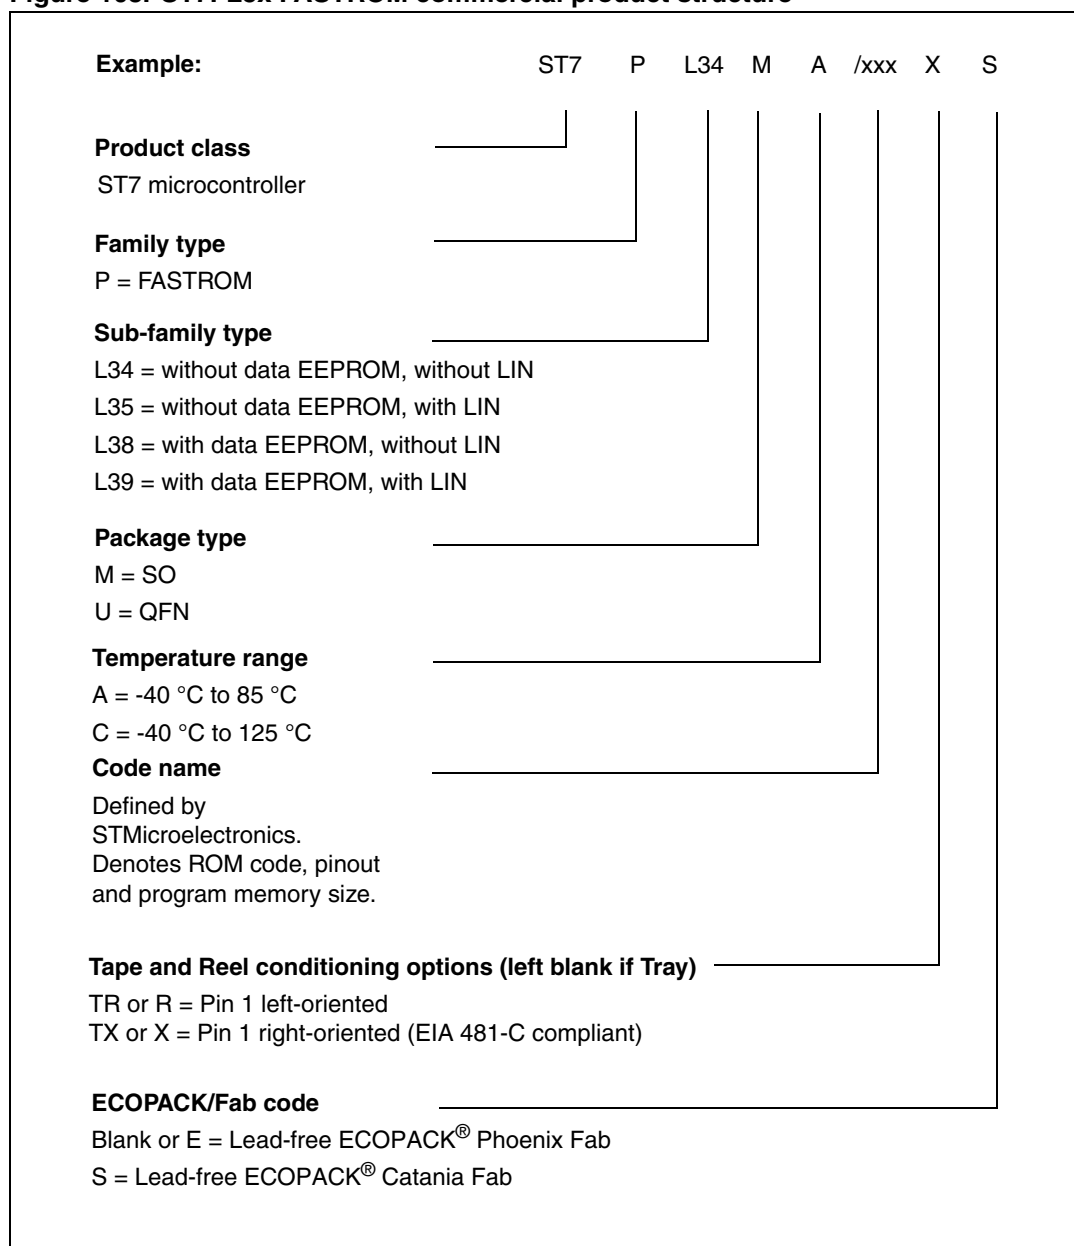 Example: ST7 P L34 M A /xxx X S
Product class
ST7 microcontroller
Family type
P = FASTROM
Sub-family type
L34 = without data EEPROM, without LIN
L35 = without data EEPROM, with LIN
L38 = with data EEPROM, without LIN
L39 = with data EEPROM, with LIN
Package type
M = SO
U = QFN
Temperature range
A = -40 °C to 85 °C
C = -40 °C to 125 °C
Code name
Defined by
STMicroelectronics.
Denotes ROM code, pinout
and program memory size.
Tape and Reel conditioning options (left blank if Tray)
TR or R = Pin 1 left-oriented
TX or X = Pin 1 right-oriented (EIA 481-C compliant)
ECOPACK/Fab code
Blank or E = Lead-free ECOPACK® Phoenix Fab
S = Lead-free ECOPACK® Catania Fab